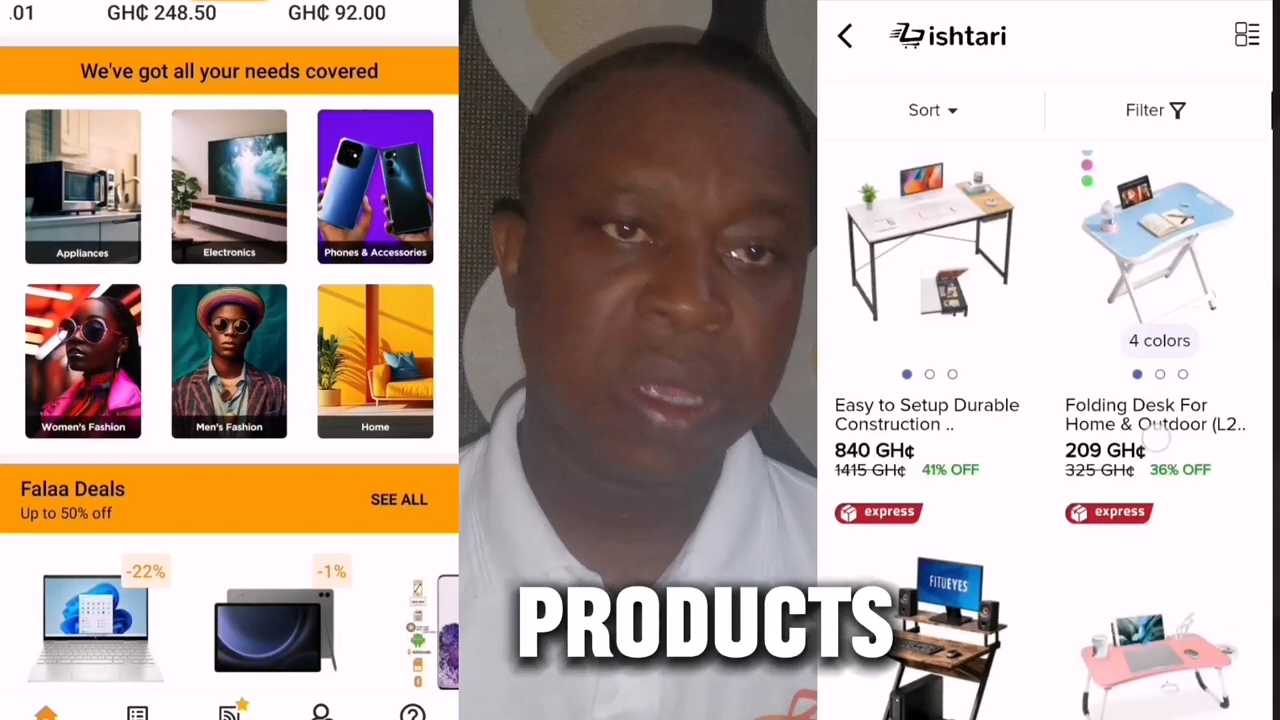 .01
GH₵ 248.50
GH₵ 92.00
We've got all your needs covered
Appliances
Electronics
Phones & Accessories
Women's Fashion
Men's Fashion
Home
Falaa Deals
Up to 50% off
SEE ALL
-22%
-1%
PRODUCTS
ishtari
Sort
Filter
4 colors
Easy to Setup Durable
Construction ..
840 GH¢
1415 GH¢ 41% OFF
express
Folding Desk For
Home & Outdoor (L2..
209 GH¢
325 GH¢ 36% OFF
express
FITUEYES